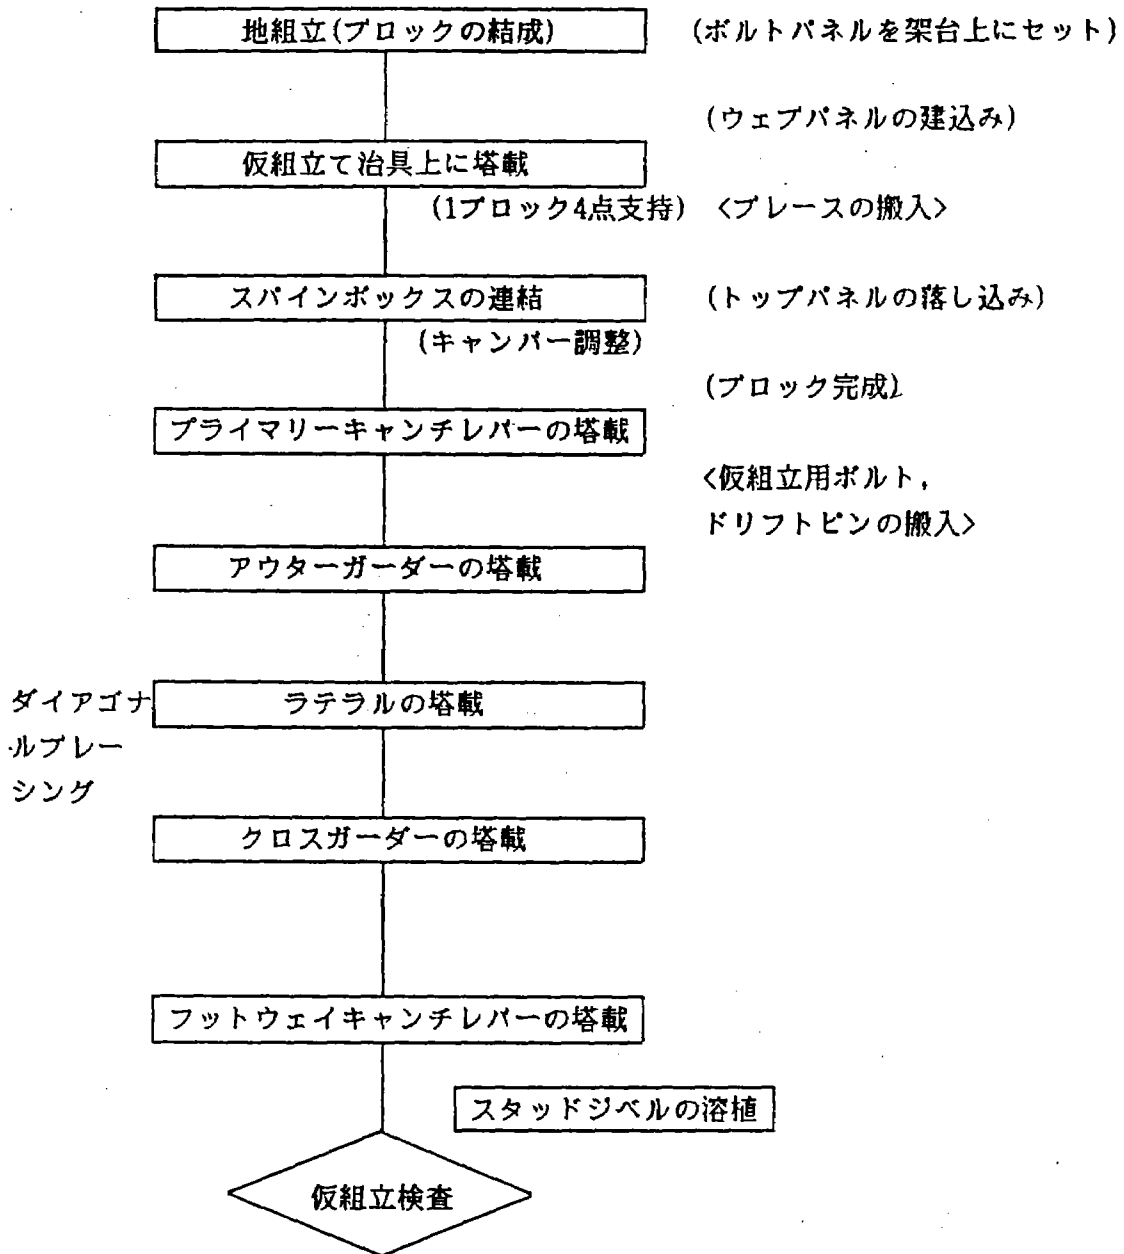 地組立(ブロックの結成)
(ボルトパネルを架台上にセット)
(ウェブパネルの建込み)
仮組立て治具上に塔載
(1ブロック4点支持)
<ブレースの搬入>
スパインボックスの連結
(トップパネルの落し込み)
(キャンバー調整)
(ブロック完成)
プライマリーキャンチレバーの塔載
<仮組立用ボルト,
ドリフトピンの搬入>
アウターガーダーの塔載
ダイアゴナ
ルブレー
シング
ラテラルの塔載
クロスガーダーの塔載
フットウェイキャンチレバーの塔載
スタッドジベルの溶植
仮組立検査